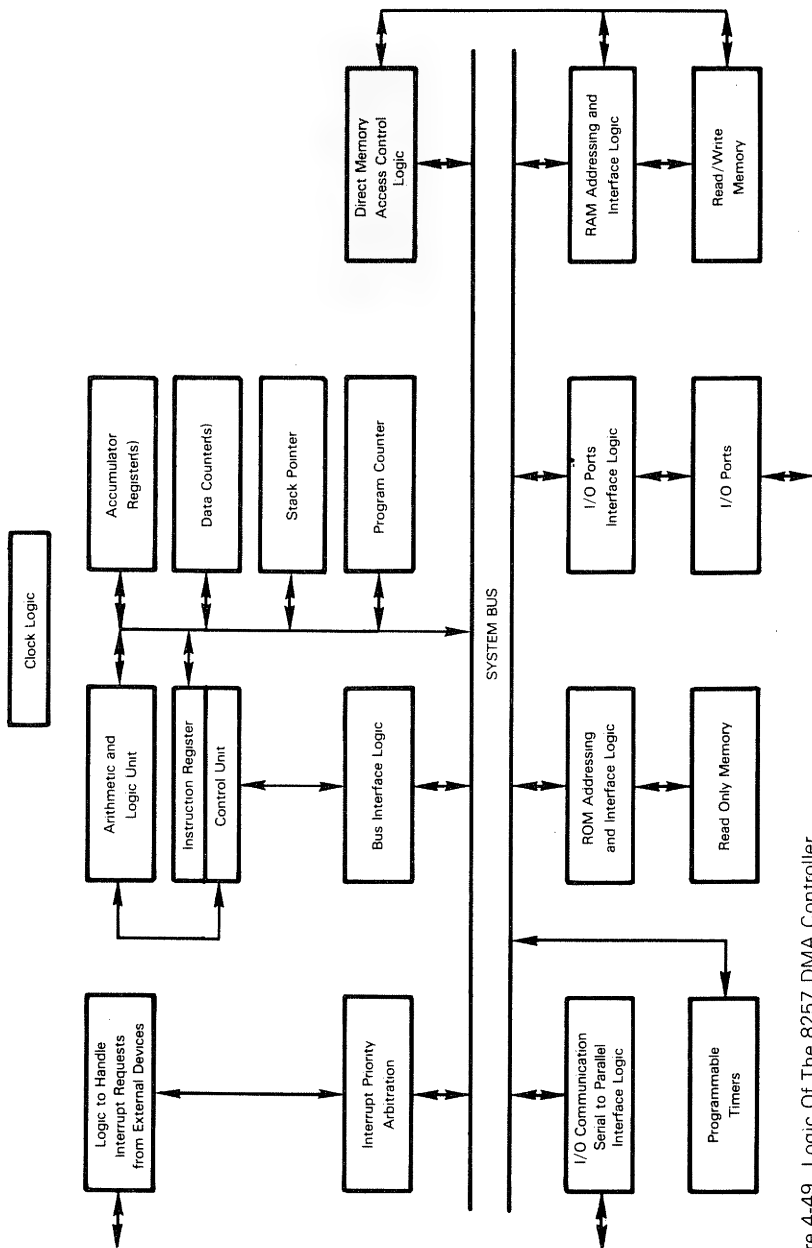 Clock Logic
Logic to Handle
Interrupt Requests
from External Devices
Arithmetic and
Logic Unit
Accumulator
Register(s)
Instruction Register
Control Unit
Data Counter(s)
Stack Pointer
Interrupt Priority
Arbitration
Bus Interface Logic
Program Counter
Direct Memory
Access Control
Logic
SYSTEM BUS
I/O Communication
Serial to Parallel
Interface Logic
ROM Addressing
and Interface Logic
I/O Ports
Interface Logic
RAM Addressing and
Interface Logic
Programmable
Timers
Read Only Memory
I/O Ports
Read/Write
Memory
4-49. Logic Of The 8257 DMA Controller